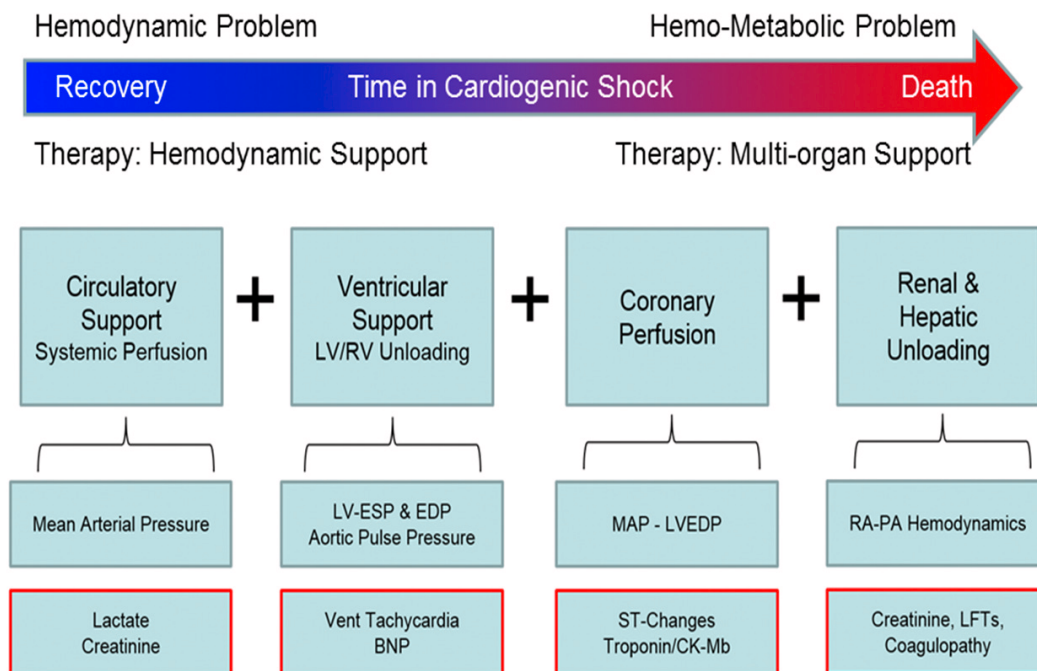 Hemodynamic Problem
Hemo-Metabolic Problem
Recovery
Time in Cardiogenic Shock
Death
Therapy: Hemodynamic Support
Therapy: Multi-organ Support
Circulatory
Support
Systemic Perfusion
+
Ventricular
Support
LV/RV Unloading
+
Coronary
Perfusion
+
Renal &
Hepatic
Unloading
Mean Arterial Pressure
LV-ESP & EDP
Aortic Pulse Pressure
MAP - LVEDP
RA-PA Hemodynamics
Lactate
Creatinine
Vent Tachycardia
BNP
ST-Changes
Troponin/CK-Mb
Creatinine, LFTs,
Coagulopathy